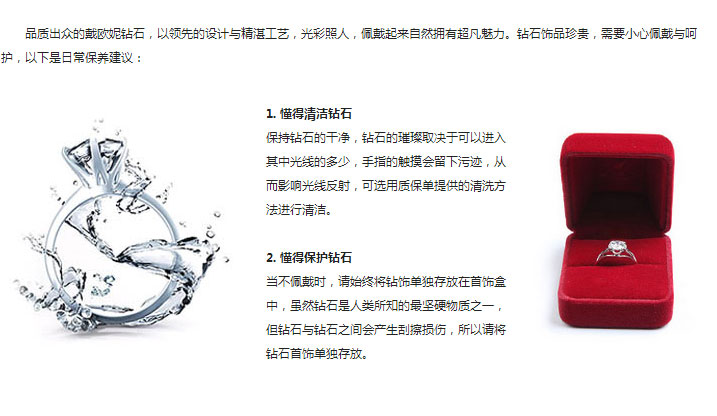 品质出众的戴欧妮钻石，以领先的设计与精湛工艺，光彩照人，佩戴起来自然拥有超凡魅力。钻石饰品珍贵，需要小心佩戴与呵
护，以下是日常保养建议：
1. 懂得清洁钻石
保持钻石的干净，钻石的璀璨取决于可以进入
其中光线的多少，手指的触摸会留下污迹，从
而影响光线反射，可选用质保单提供的清洗方
法进行清洁。
2. 懂得保护钻石
当不佩戴时，请始终将钻饰单独存放在首饰盒
中，虽然钻石是人类所知的最坚硬物质之一，
但钻石与钻石之间会产生刮擦损伤，所以请将
钻石首饰单独存放。